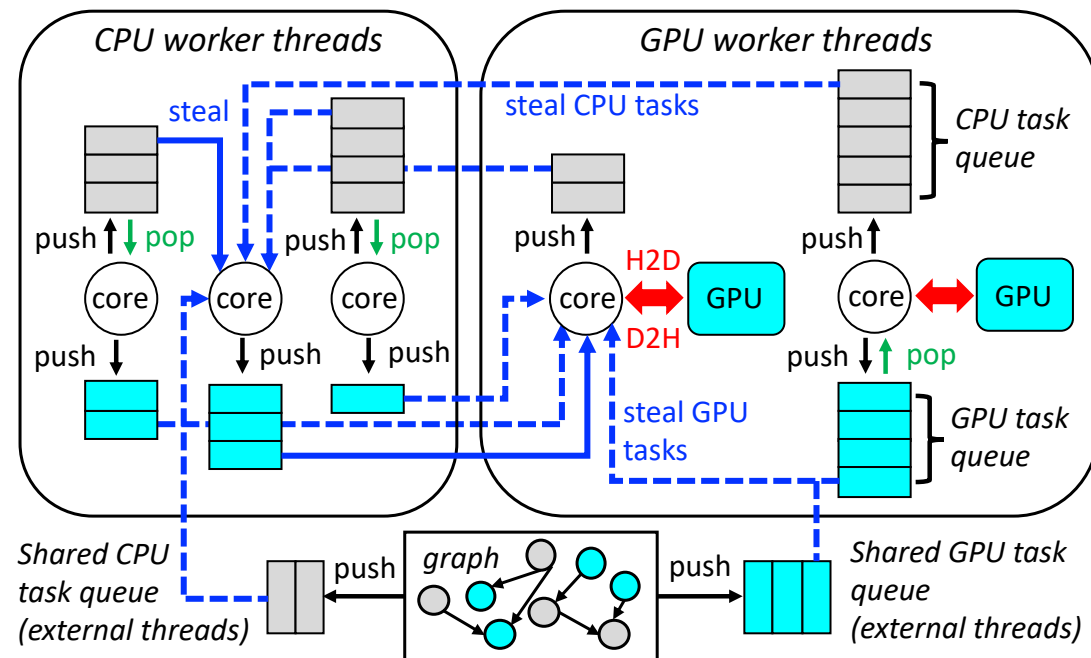 CPU worker threads
GPU worker threads
steal
steal CPU tasks
CPU task
queue
push
pop
push
pop
push
push
core
core
core
core
H2D
D2H
GPU
core
GPU
push
push
push
push
pop
steal GPU
tasks
GPU task
queue
Shared CPU
task queue
(external threads)
push
graph
push
Shared GPU task
queue
(external threads)